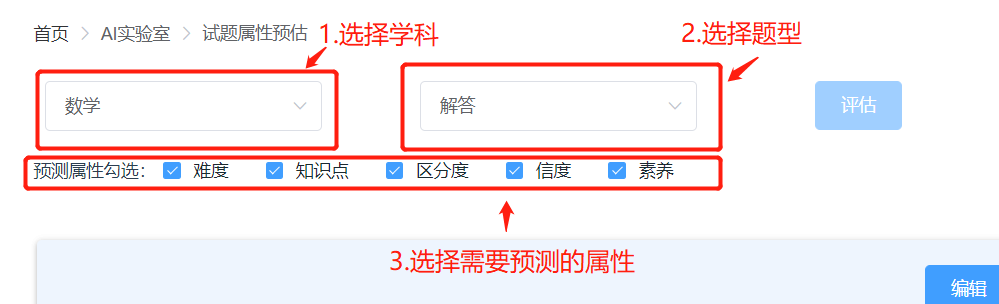 首页 > AI实验室 > 试题属性预估
1.选择学科
2.选择题型
数学
解答
评估
预测属性勾选： 难度 知识点 区分度 信度 素养
3.选择需要预测的属性
编辑